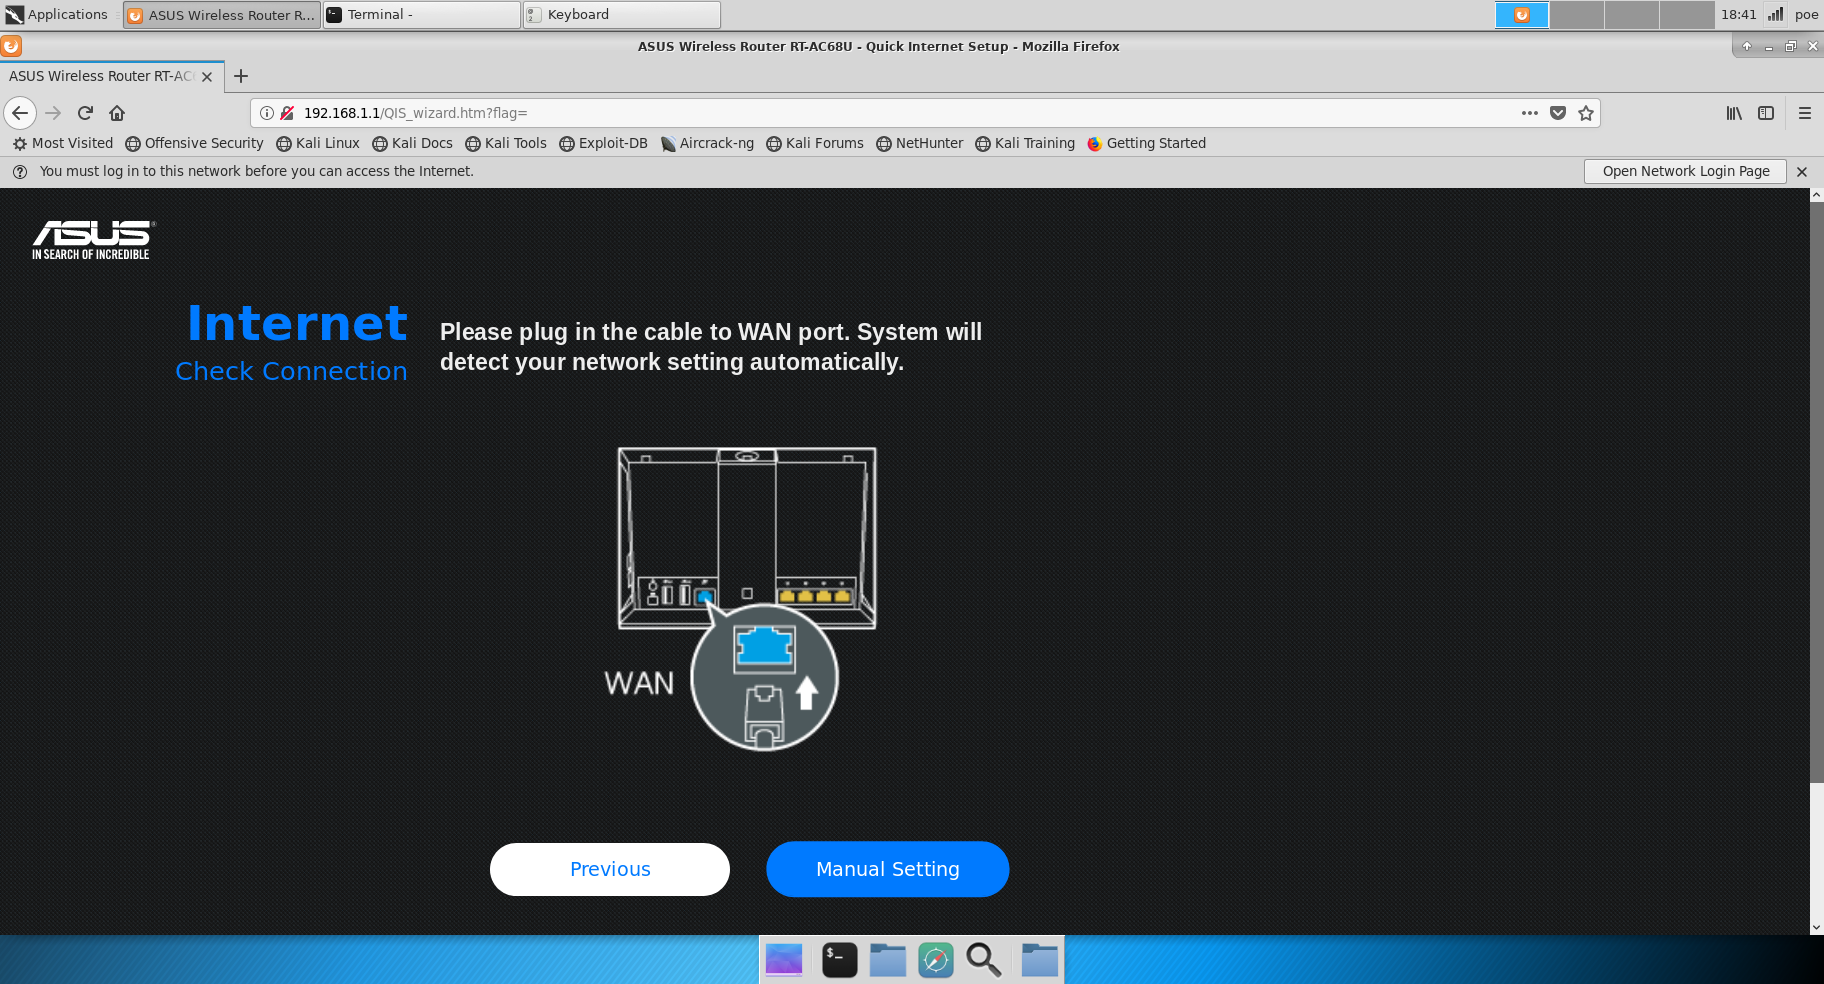 Applications
ASUS Wireless Router R...
Terminal -
Keyboard
18:41
poe
ASUS Wireless Router RT-AC68U - Quick Internet Setup - Mozilla Firefox
ASUS Wireless Router RT-AC
192.168.1.1/QIS_wizard.htm?flag=
Most Visited
Offensive Security
Kali Linux
Kali Docs
Kali Tools
Exploit-DB
Aircrack-ng
Kali Forums
NetHunter
Kali Training
Getting Started
You must log in to this network before you can access the Internet.
Open Network Login Page
ASUS
IN SEARCH OF INCREDIBLE
Internet
Check Connection
Please plug in the cable to WAN port. System will
detect your network setting automatically.
WAN
Previous
Manual Setting
$_